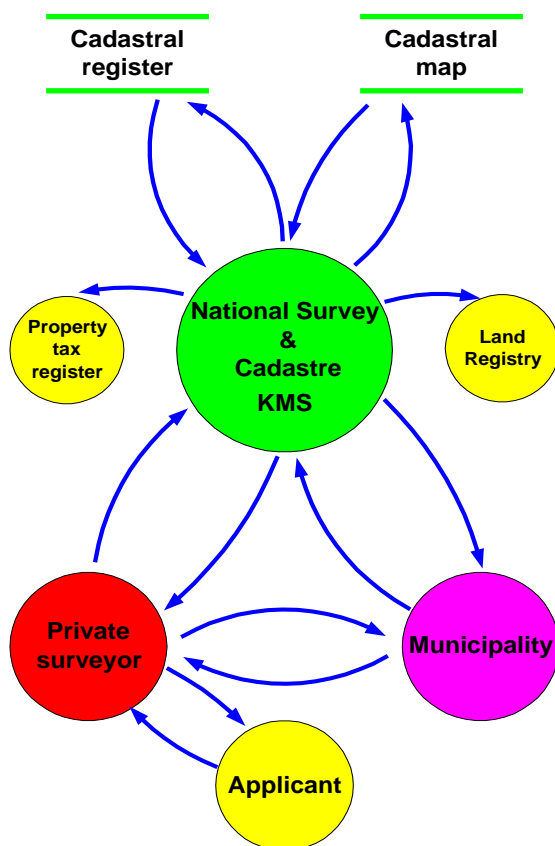 Cadastral
register
Cadastral
map
National Survey
&
Cadastre
KMS
Property
tax
register
Land
Registry
Private
surveyor
Municipality
Applicant